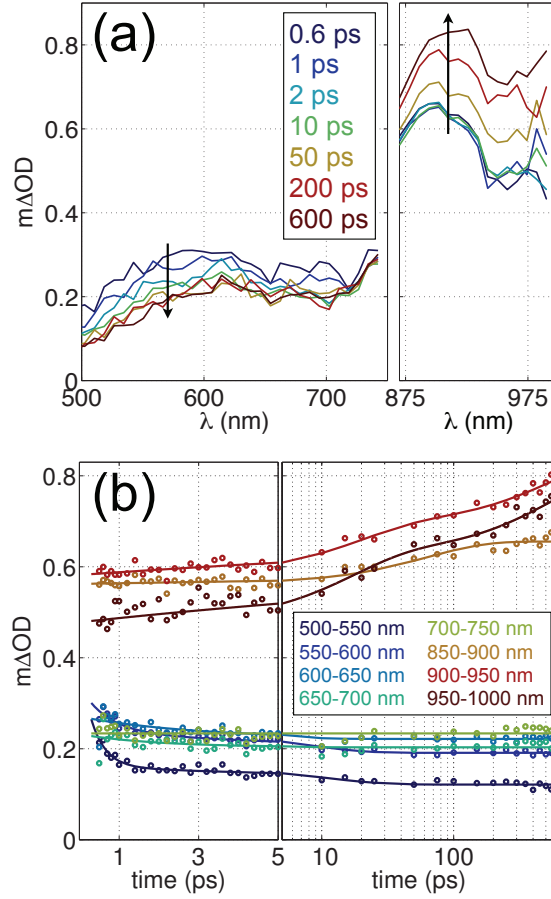 (a)
0.6 ps
1 ps
2 ps
10 ps
50 ps
200 ps
600 ps
0.8
0.6
0.4
0.2
0
m∆OD
500
600
700
875
975
λ (nm)
λ (nm)
(b)
0.8
0.6
0.4
0.2
0
m∆OD
500-550 nm
550-600 nm
600-650 nm
650-700 nm
700-750 nm
850-900 nm
900-950 nm
950-1000 nm
1
3
5
10
100
time (ps)
time (ps)